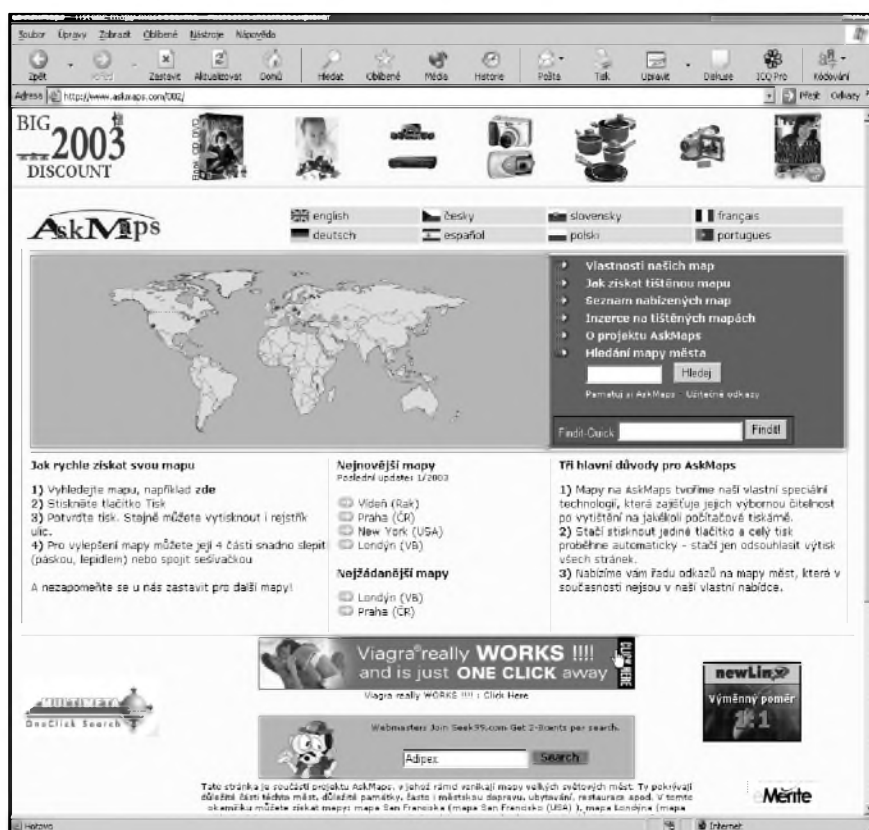 Soubor Úpravy Zobrazit Oblíbené Nástroje Nápověda
Zpět Vpřed Zastavit Aktualizovat Domů Hledat Oblíbené Média Historie Pošta Tisk Upravit Diskuse ICQ Pro Kódování
Adresa http://www.askmaps.com/002/ Přejít Odkazy
BIG
2003
DISCOUNT
AskMaps
english česky slovensky français
deutsch español polski portugues
Vlastnosti našich map
Jak získat tištěnou mapu
Seznam nabízených map
Inzerce na tištěných mapách
O projektu AskMaps
Hledání mapy města
Hledej
Pamatuj si AskMaps - Užitečné odkazy
Findit-Quick Findit!
Jak rychle získat svou mapu
1) Vyhledejte mapu, například zde
2) Stiskněte tlačítko Tisk
3) Potvrďte tisk. Stejně můžete vytisknout i rejstřík
ulic.
4) Pro vylepšení mapy můžete její 4 části snadno slepit
(páskou, lepidlem) nebo spojit sešívačkou
A nezapomeňte se u nás zastavit pro další mapy!
Nejnovější mapy
Poslední update: 1/2003
Vídeň (Rak)
Praha (ČR)
New York (USA)
Londýn (VB)
Nejžádanější mapy
Londýn (VB)
Praha (ČR)
Tři hlavní důvody pro AskMaps
1) Mapy na AskMaps tvoříme naší vlastní speciální
technologií, která zajišťuje jejich výbornou čitelnost
po vytištění na jakékoli počítačové tiskárně.
2) Stačí stisknout jediné tlačítko a celý tisk
proběhne automaticky - stačí jen odsouhlasit výtisk
všech stránek.
3) Nabízíme vám řadu odkazů na mapy měst, které v
současnosti nejsou v naší vlastní nabídce.
Viagra® really WORKS !!!!
and is just ONE CLICK away
CLICK HERE
Viagra really WORKS !!!! : Click Here
MULTIMETA
OneClick Search
newLinx
Výměnný poměr
1:1
Webmasters Join Seek99.com Get 2-8cents per search.
Adipex Search
Tato stránka je součástí projektu AskMaps, v jehož rámci vznikají mapy velkých světových měst. Ty pokrývají
důležité části těchto měst, důležité památky, často i městskou dopravu, ubytování, restaurace apod. V tomto
okamžiku můžete získat mapy: mapa San Franciska (mapa San Francisko (USA) ), mapa Londýna (mapa
eMerite
Hotovo Internet